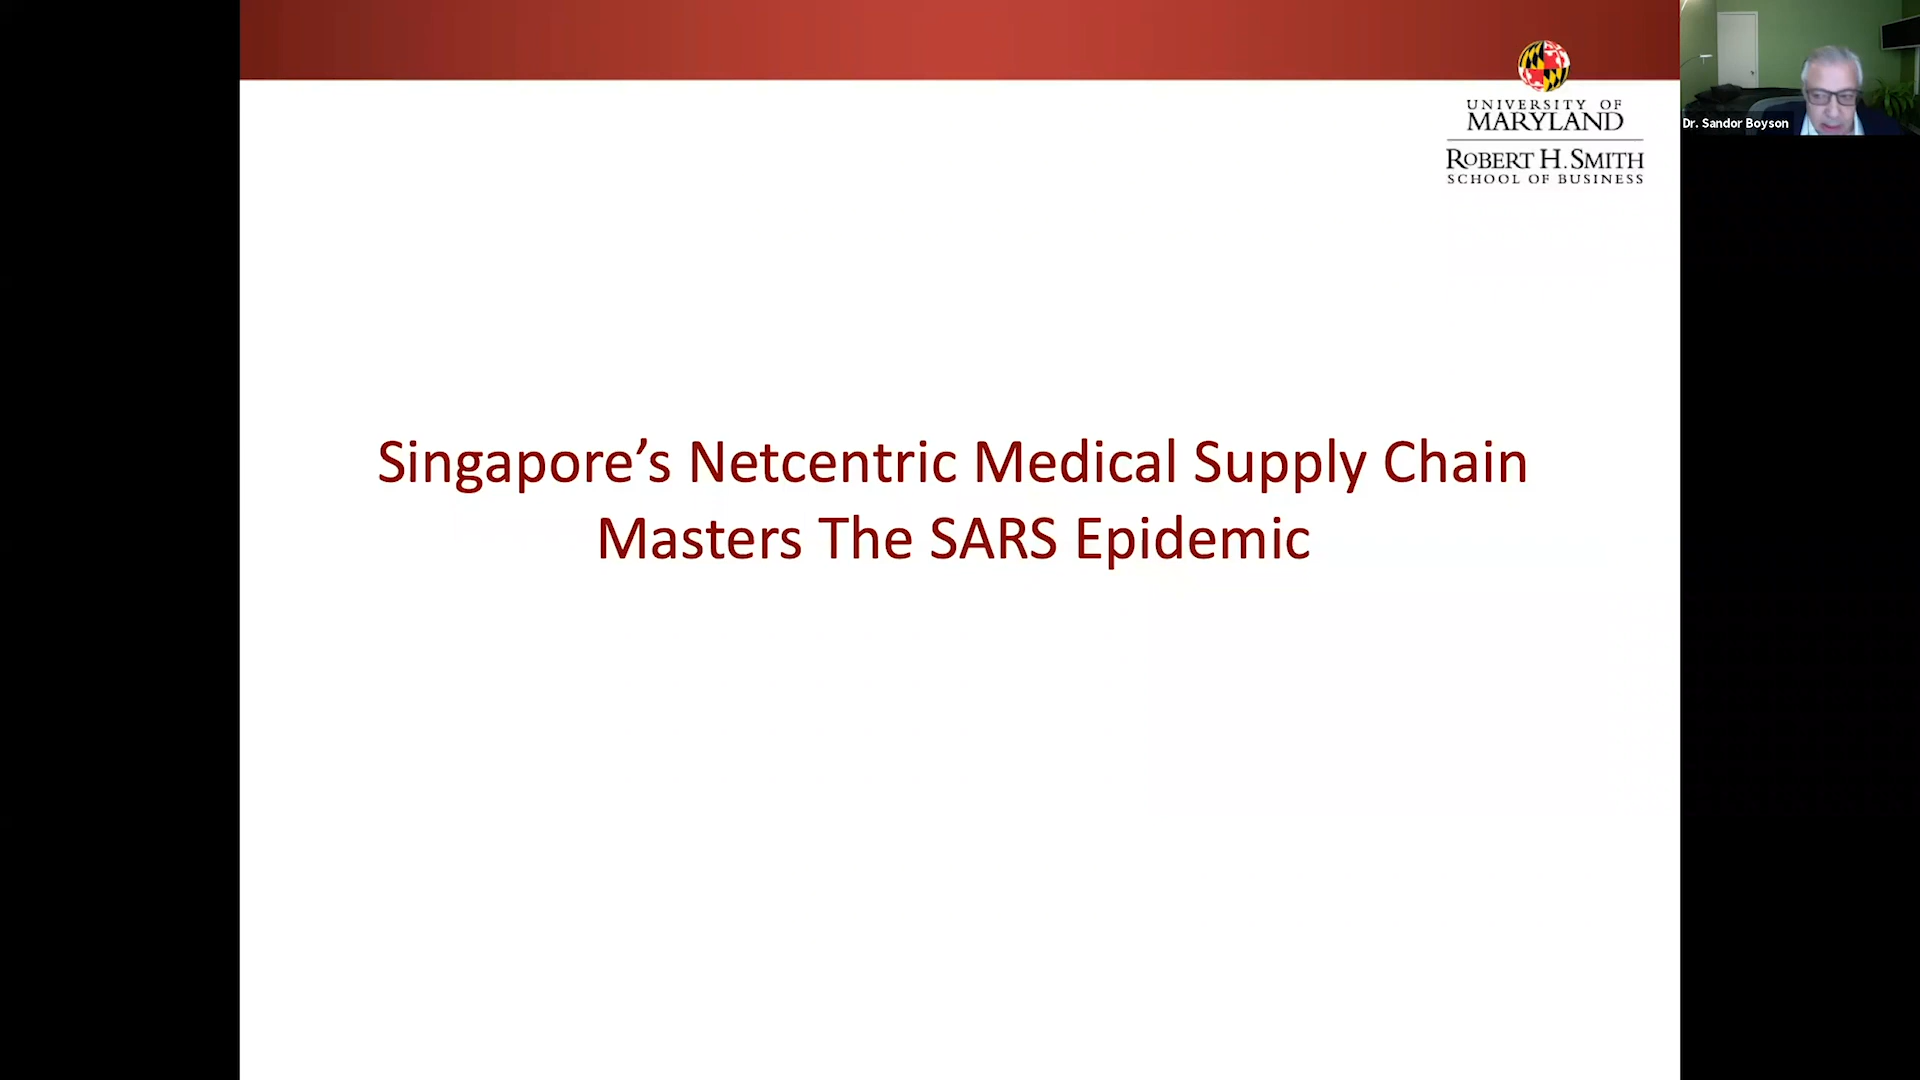 UNIVERSITY OF
MARYLAND
ROBERT H. SMITH
SCHOOL OF BUSINESS
Dr. Sandor Boyson
Singapore’s Netcentric Medical Supply Chain
Masters The SARS Epidemic